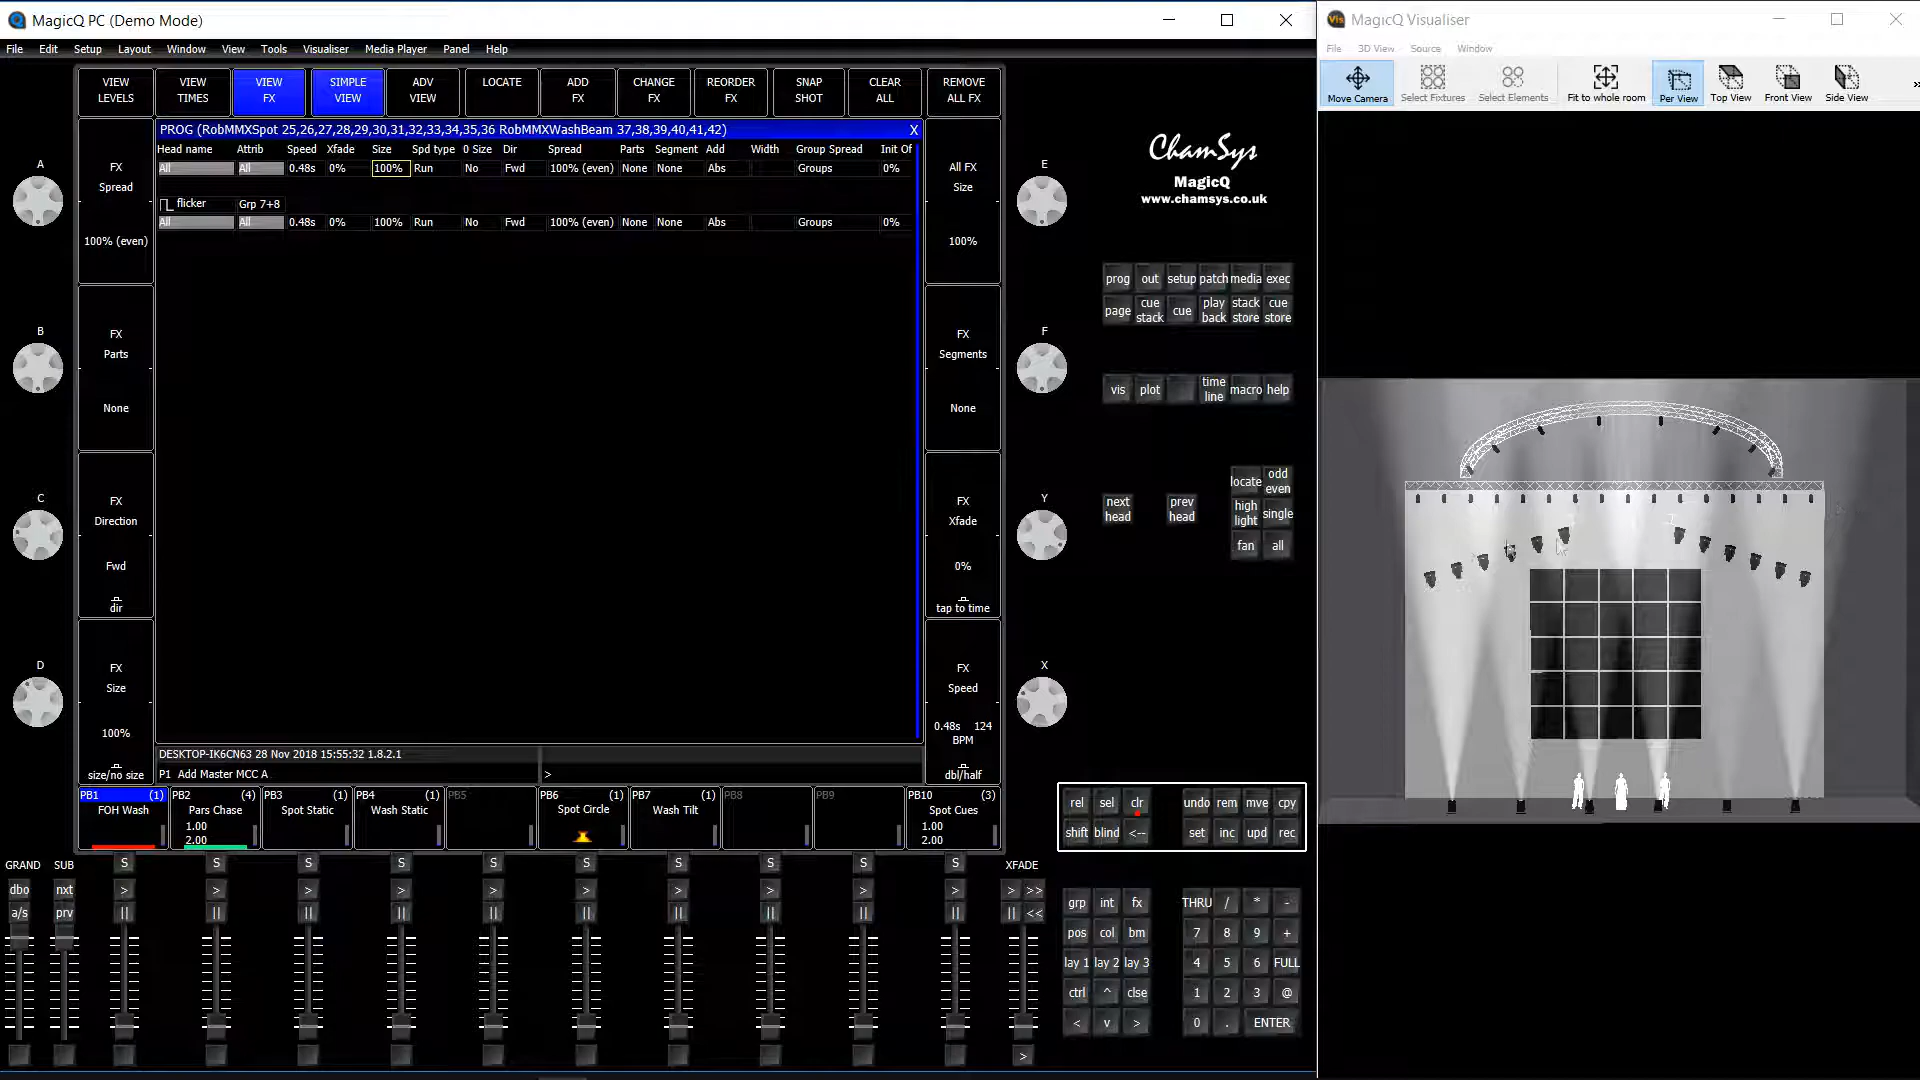 MagicQ PC (Demo Mode)
File Edit Setup Layout Window View Tools Visualiser Media Player Panel Help
VIEW LEVELS
VIEW TIMES
VIEW FX
SIMPLE VIEW
ADV VIEW
LOCATE
ADD FX
CHANGE FX
REORDER FX
SNAP SHOT
CLEAR ALL
REMOVE ALL FX
PROG (RobMMXSpot 25,26,27,28,29,30,31,32,33,34,35,36 RobMMXWashBeam 37,38,39,40,41,42) X
Head name Attrib Speed Xfade Size Spd type 0 Size Dir Spread Parts Segment Add Width Group Spread Init Of
All All 0.48s 0% 100% Run No Fwd 100% (even) None None Abs Groups 0%
flicker Grp 7+8
All All 0.48s 0% 100% Run No Fwd 100% (even) None None Abs Groups 0%
A
FX
Spread
100% (even)
B
FX
Parts
None
C
FX
Direction
Fwd
dir
D
FX
Size
100%
size/no size
All FX
Size
100%
E
FX
Segments
None
F
FX
Xfade
0%
tap to time
Y
FX
Speed
0.48s 124
BPM
dbl/half
X
DESKTOP-IK6CN63 28 Nov 2018 15:55:32 1.8.2.1
P1 Add Master MCC A >
PB1 (1)
FOH Wash
PB2 (4)
Pars Chase
1.00
2.00
PB3 (1)
Spot Static
PB4 (1)
Wash Static
PB5
PB6 (1)
Spot Circle
PB7 (1)
Wash Tilt
PB8
PB9
PB10 (3)
Spot Cues
1.00
2.00
GRAND SUB S S S S S S S S S S XFADE
dbo nxt > > > > > > > > > > > >>
a/s prv || || || || || || || || || || || <<
>
ChamSys
MagicQ
www.chamsys.co.uk
prog out setup patch media exec
page cue stack cue play back stack store cue store
vis plot time line macro help
next head prev head
locate odd even
high light single
fan all
rel sel clr undo rem mve cpy
shift blind <-- set inc upd rec
grp int fx THRU / * -
pos col bm 7 8 9 +
lay 1 lay 2 lay 3 4 5 6 FULL
ctrl ^ clse 1 2 3 @
< v > 0 . ENTER
Vis MagicQ Visualiser
File 3D View Source Window
Move Camera Select Fixtures Select Elements Fit to whole room Per View Top View Front View Side View »